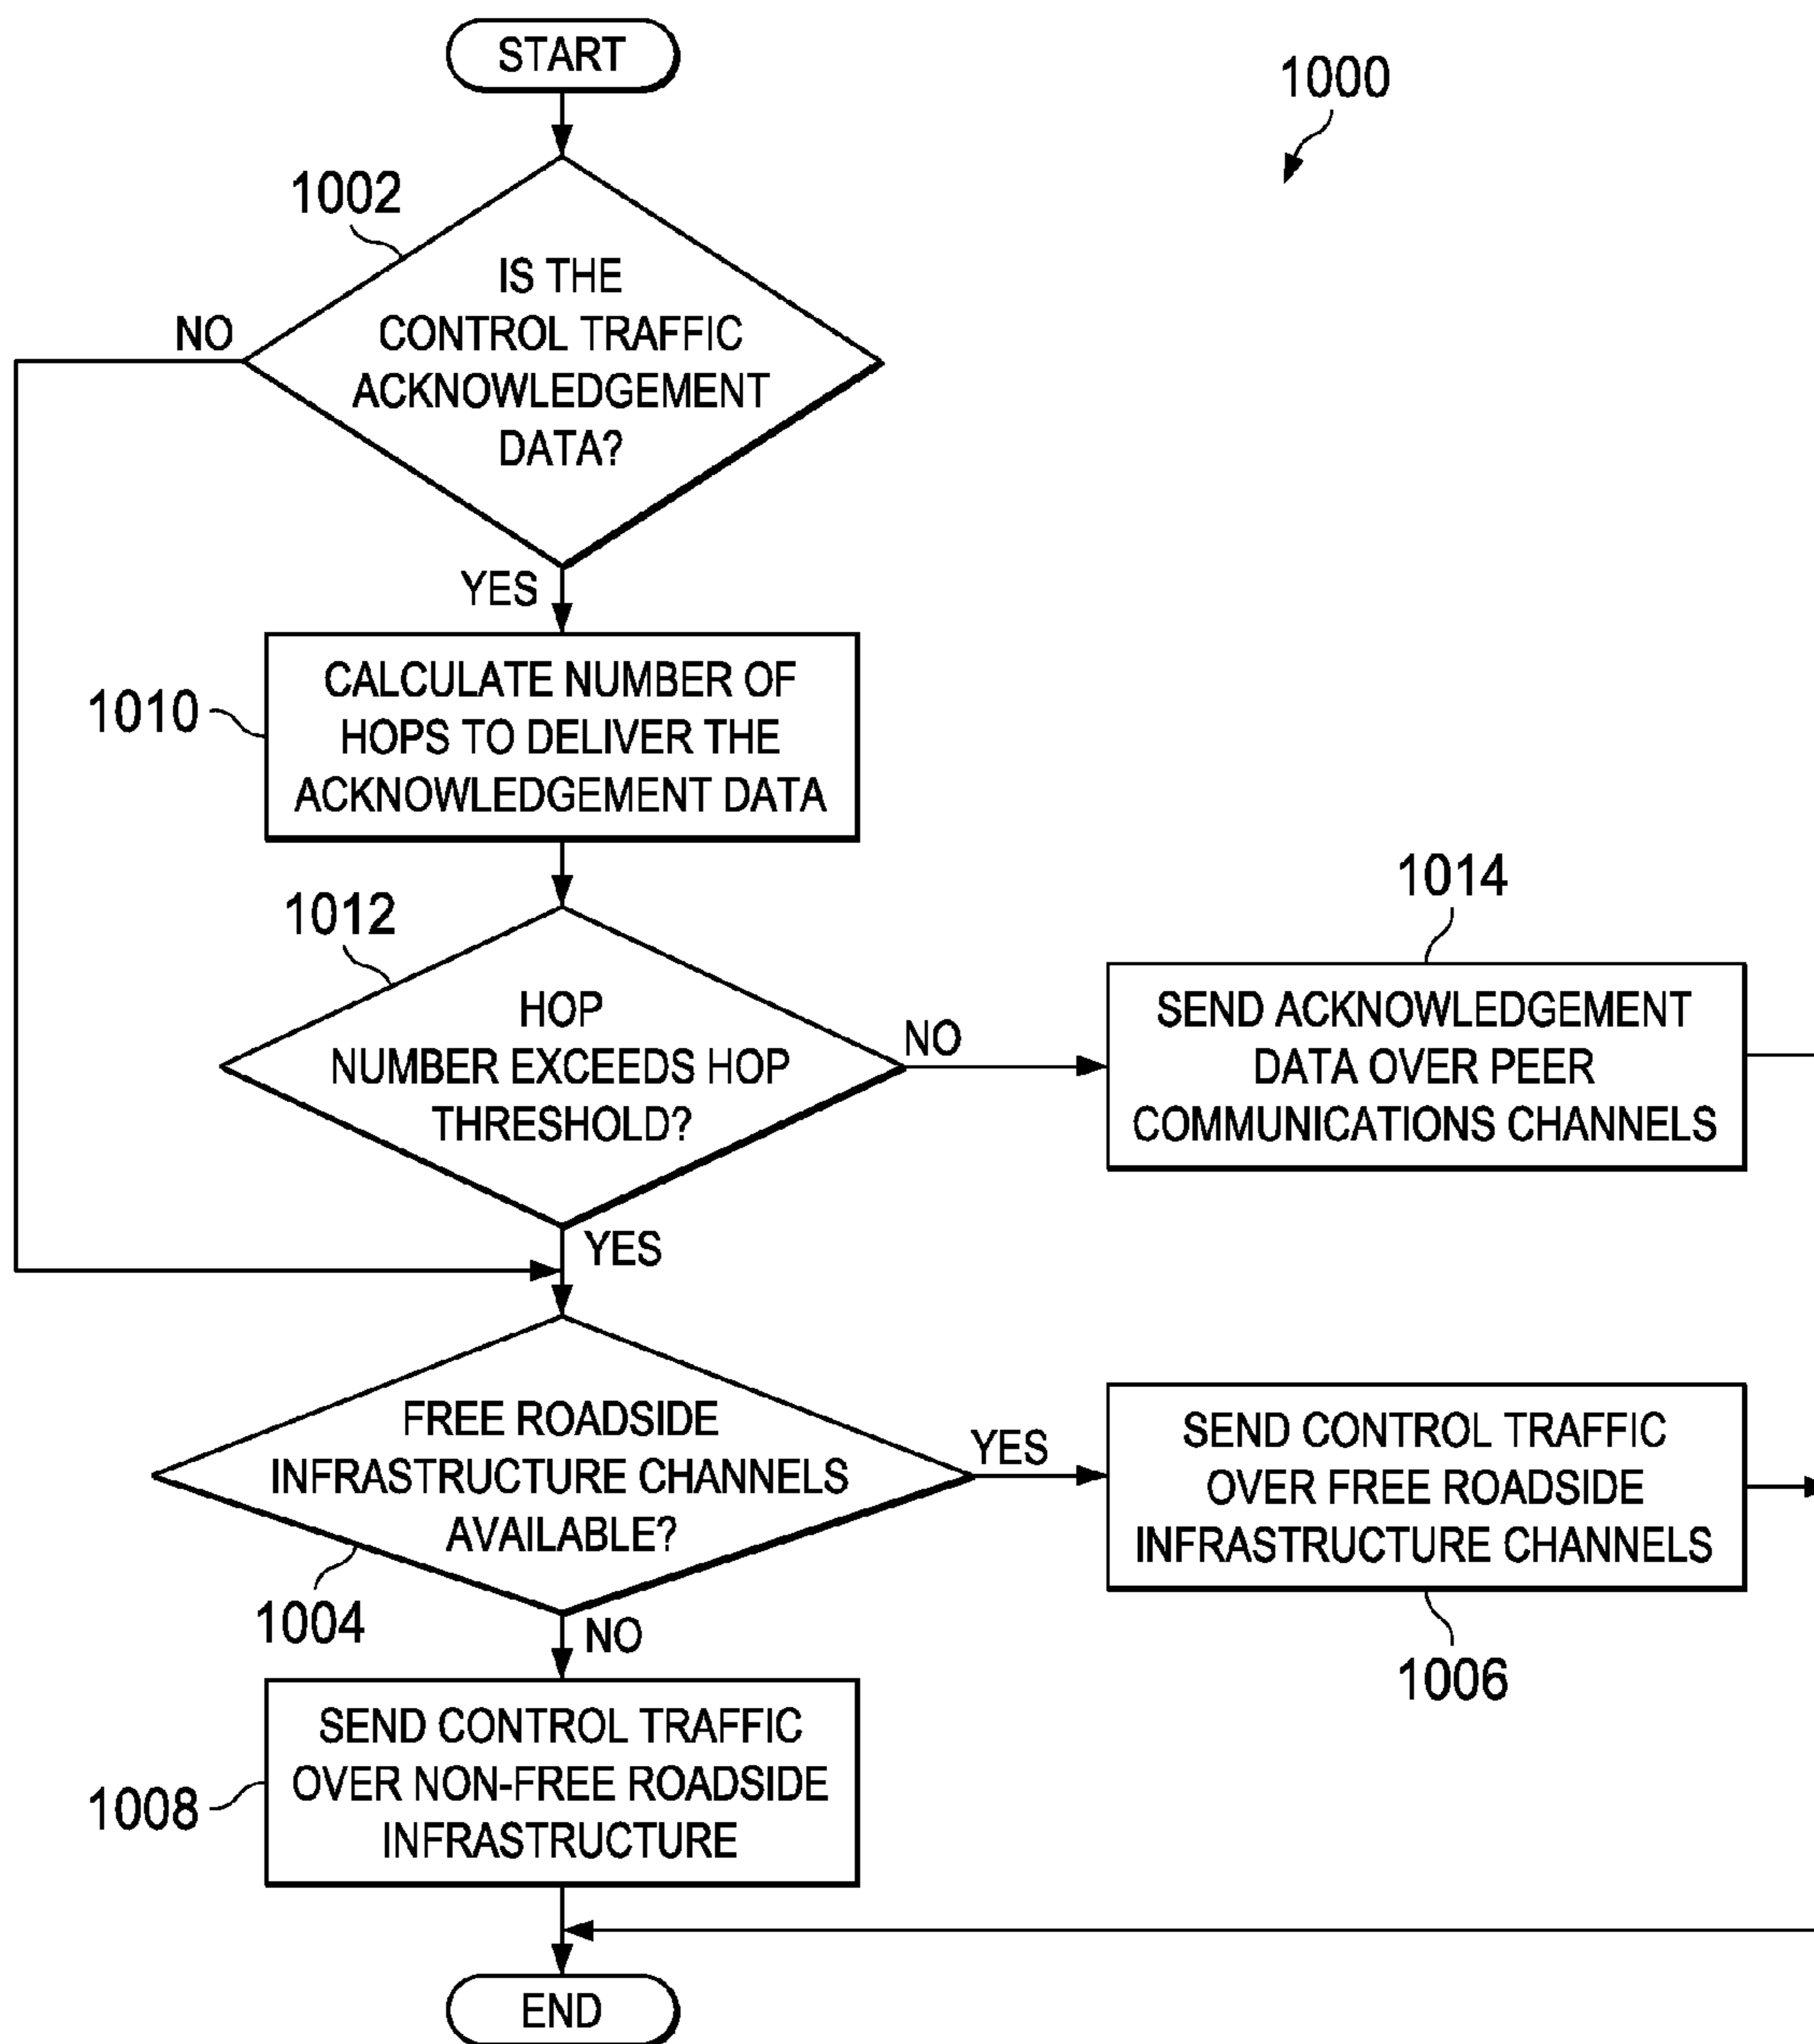 START
1000
1002
IS THE
CONTROL TRAFFIC
ACKNOWLEDGEMENT
DATA?
NO
YES
1010
CALCULATE NUMBER OF
HOPS TO DELIVER THE
ACKNOWLEDGEMENT DATA
1012
HOP
NUMBER EXCEEDS HOP
THRESHOLD?
NO
1014
SEND ACKNOWLEDGEMENT
DATA OVER PEER
COMMUNICATIONS CHANNELS
YES
FREE ROADSIDE
INFRASTRUCTURE CHANNELS
AVAILABLE?
YES
SEND CONTROL TRAFFIC
OVER FREE ROADSIDE
INFRASTRUCTURE CHANNELS
1004
NO
1006
1008
SEND CONTROL TRAFFIC
OVER NON-FREE ROADSIDE
INFRASTRUCTURE
END